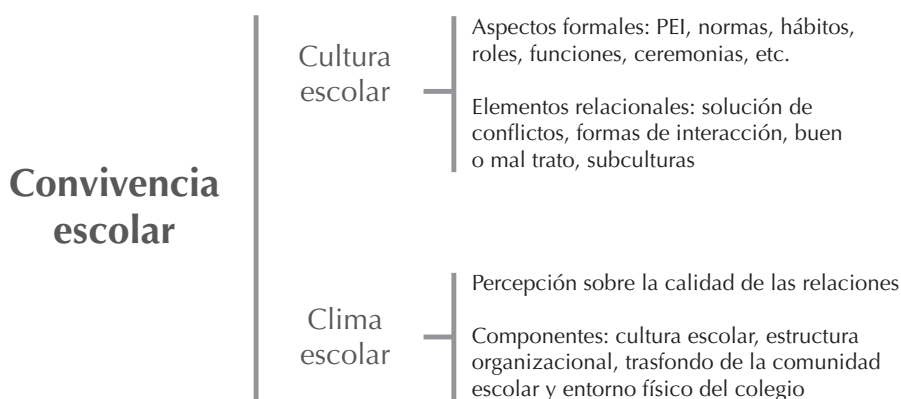 Convivencia
escolar
Cultura
escolar
Aspectos formales: PEI, normas, hábitos,
roles, funciones, ceremonias, etc.
Elementos relacionales: solución de
conflictos, formas de interacción, buen
o mal trato, subculturas
Clima
escolar
Percepción sobre la calidad de las relaciones
Componentes: cultura escolar, estructura
organizacional, trasfondo de la comunidad
escolar y entorno físico del colegio